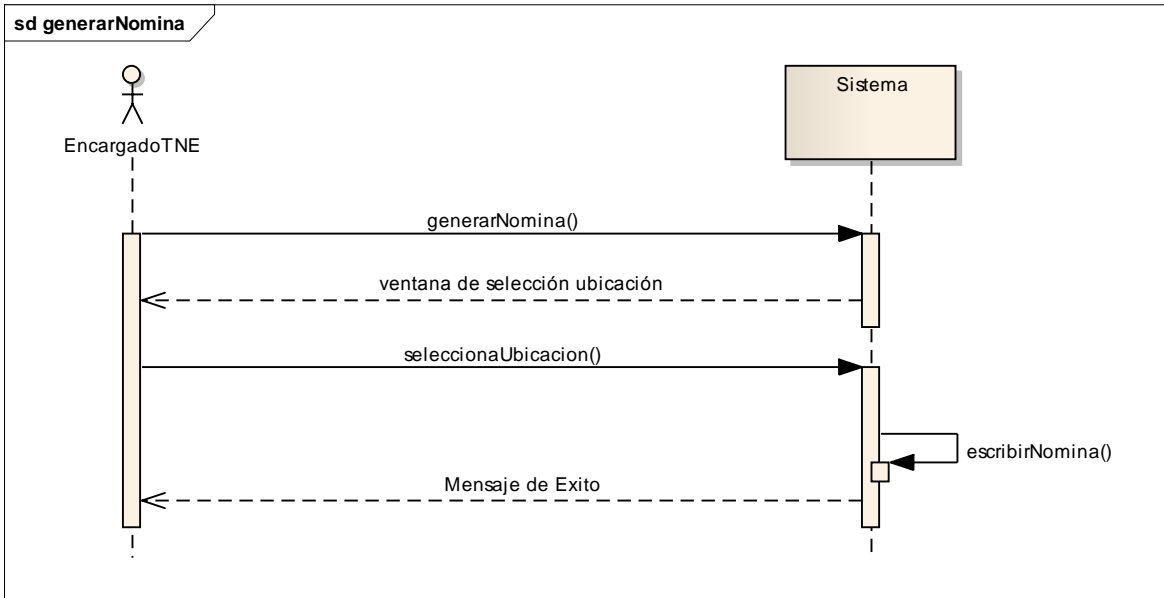 sd generarNomina
EncargadoTNE
Sistema
generarNomina()
ventana de selección ubicación
seleccionaUbicacion()
escribirNomina()
Mensaje de Exito